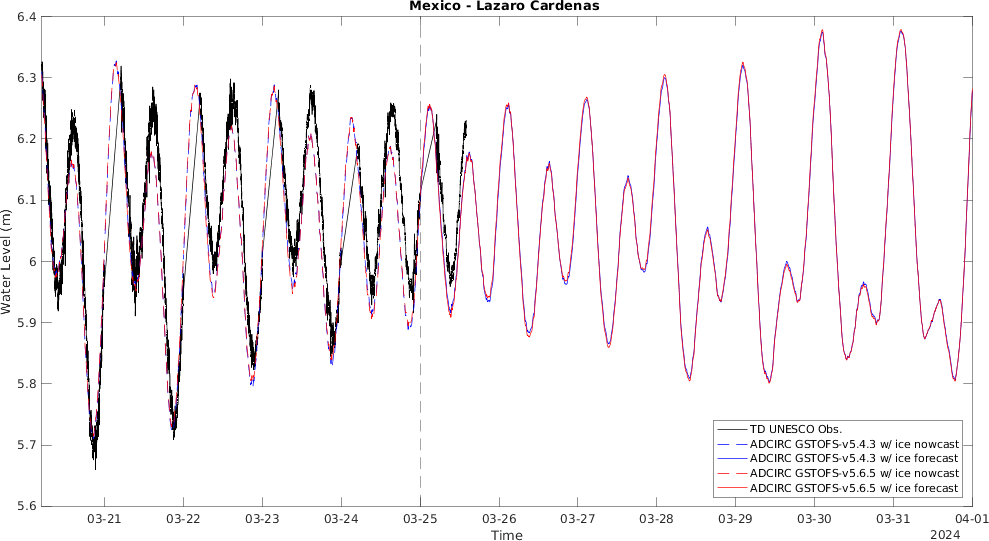 Mexico - Lazaro Cardenas
6.4
6.3
6.2
6.1
6
5.9
5.8
5.7
5.6
Water Level (m)
TD UNESCO Obs.
ADCIRC GSTOFS-v5.4.3 w/ ice nowcast
ADCIRC GSTOFS-v5.4.3 w/ ice forecast
ADCIRC GSTOFS-v5.6.5 w/ ice nowcast
ADCIRC GSTOFS-v5.6.5 w/ ice forecast
03-21 03-22 03-23 03-24 03-25 03-26 03-27 03-28 03-29 03-30 03-31 04-01
Time
2024